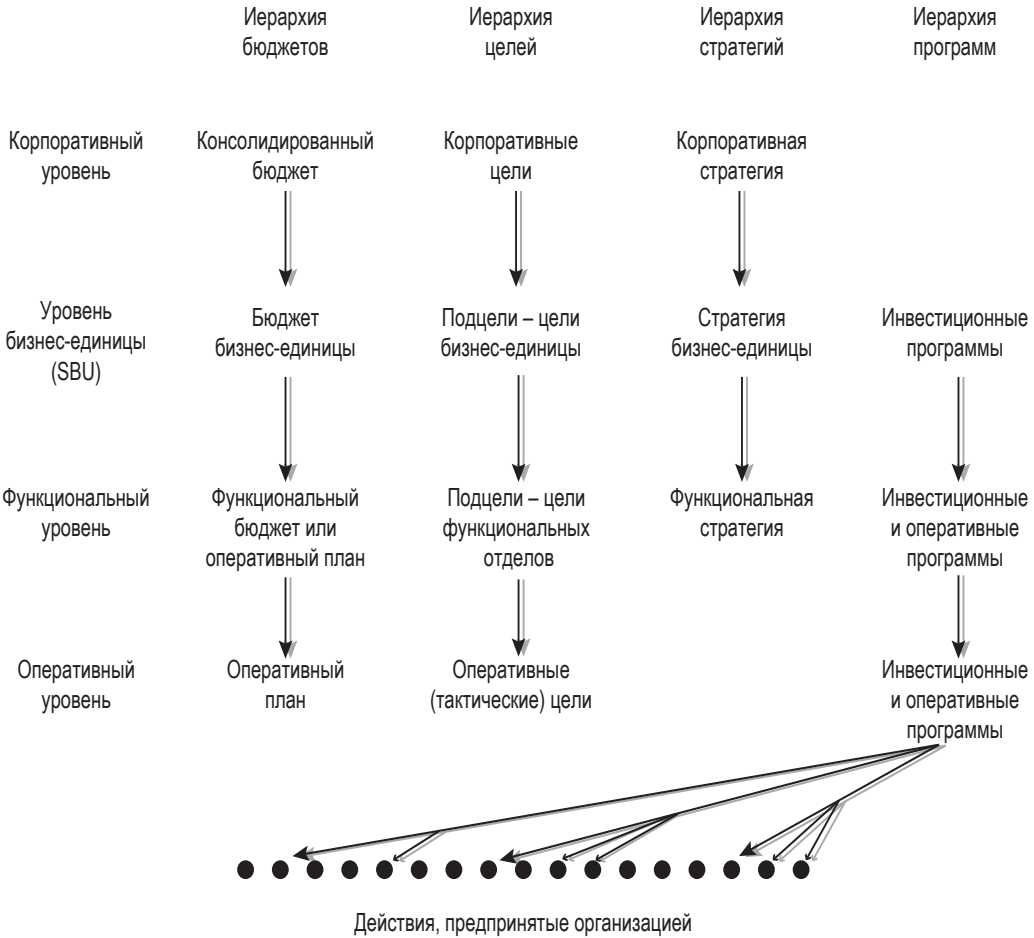 Иерархия
бюджетов
Иерархия
целей
Иерархия
стратегий
Иерархия
программ
Корпоративный
уровень
Консолидированный
бюджет
Корпоративные
цели
Корпоративная
стратегия
Уровень
бизнес-единицы
(SBU)
Бюджет
бизнес-единицы
Подцели – цели
бизнес-единицы
Стратегия
бизнес-единицы
Инвестиционные
программы
Функциональный
уровень
Функциональный
бюджет или
оперативный план
Подцели – цели
функциональных
отделов
Функциональная
стратегия
Инвестиционные
и оперативные
программы
Оперативный
уровень
Оперативный
план
Оперативные
(тактические) цели
Инвестиционные
и оперативные
программы
Действия, предпринятые организацией